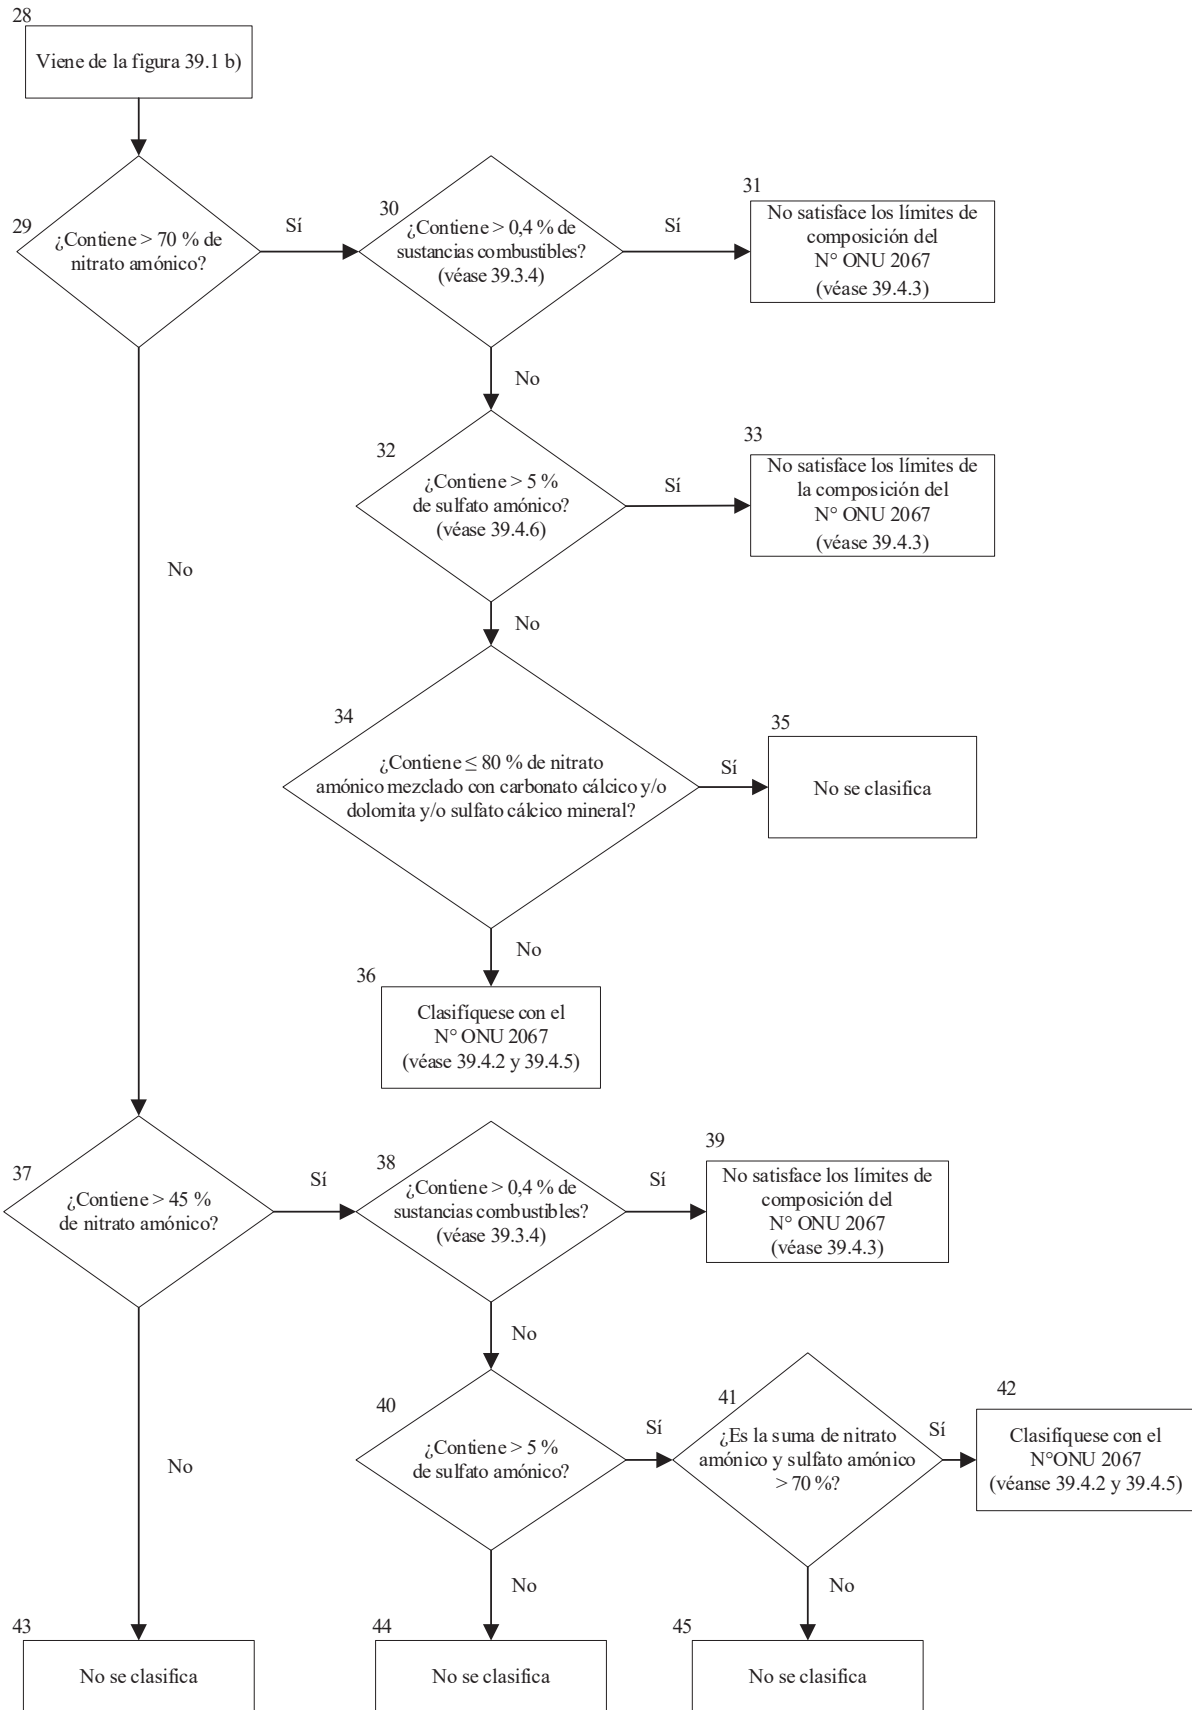 28
Viene de la figura 39.1 b)
29
¿Contiene > 70 % de
nitrato amónico?
Sí
30
¿Contiene > 0,4 % de
sustancias combustibles?
(véase 39.3.4)
Sí
31
No satisface los límites de
composición del
N° ONU 2067
(véase 39.4.3)
No
32
¿Contiene > 5 %
de sulfato amónico?
(véase 39.4.6)
Sí
33
No satisface los límites de
la composición del
N° ONU 2067
(véase 39.4.3)
No
No
34
¿Contiene ≤ 80 % de nitrato
amónico mezclado con carbonato cálcico y/o
dolomita y/o sulfato cálcico mineral?
Sí
35
No se clasifica
No
36
Clasifíquese con el
N° ONU 2067
(véase 39.4.2 y 39.4.5)
37
¿Contiene > 45 %
de nitrato amónico?
Sí
38
¿Contiene > 0,4 % de
sustancias combustibles?
(véase 39.3.4)
Sí
39
No satisface los límites de
composición del
N° ONU 2067
(véase 39.4.3)
No
No
40
¿Contiene > 5 %
de sulfato amónico?
Sí
41
¿Es la suma de nitrato
amónico y sulfato amónico
> 70 %?
Sí
42
Clasifíquese con el
N°ONU 2067
(véanse 39.4.2 y 39.4.5)
No
No
43
No se clasifica
44
No se clasifica
45
No se clasifica